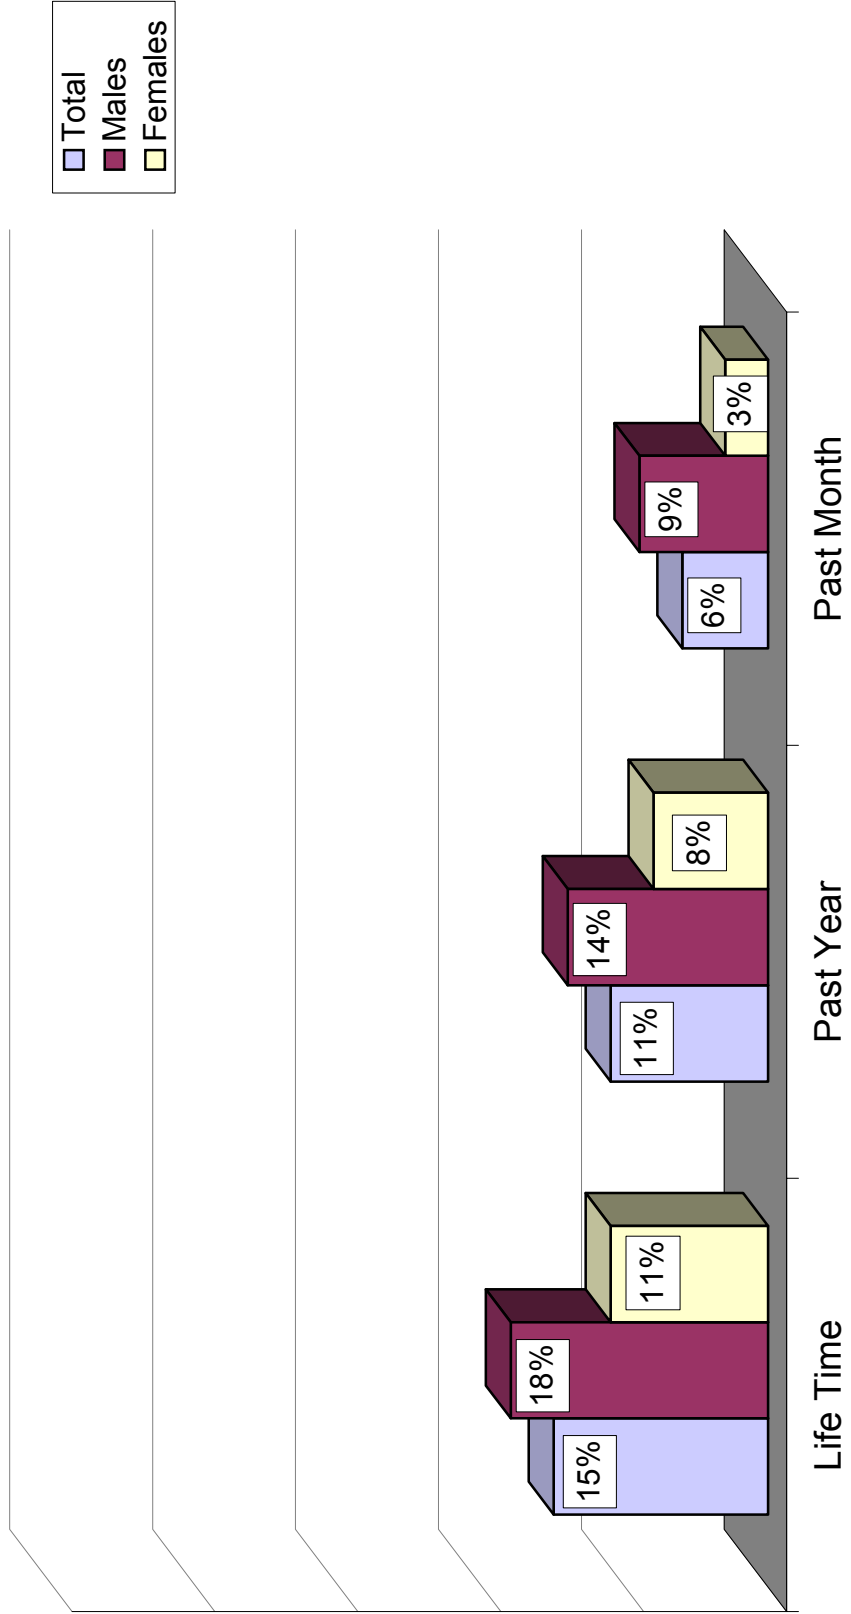 Total
Males
Females
15%
18%
11%
11%
14%
8%
6%
9%
3%
Life Time
Past Year
Past Month